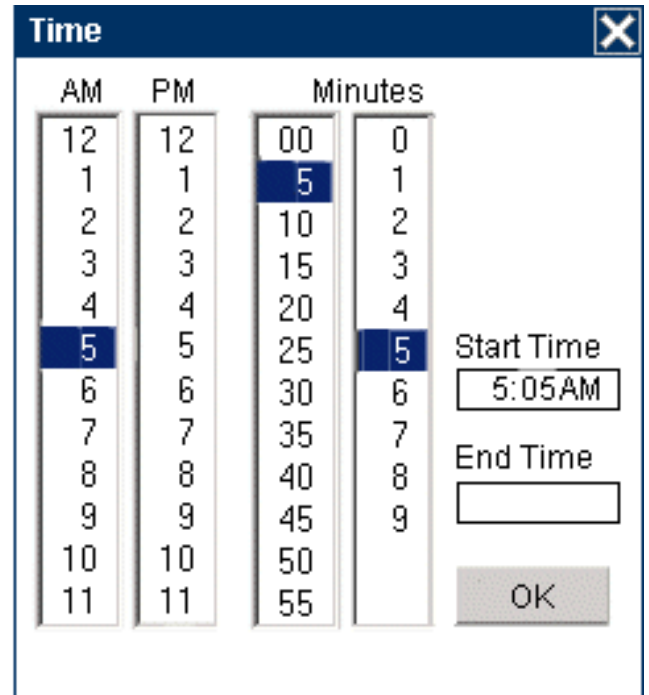 Time
AM PM Minutes
12 12 00 0
1 1 5 1
2 2 10 2
3 3 15 3
4 4 20 4
5 5 25 5 Start Time
6 6 30 6 5:05AM
7 7 35 7
8 8 40 8 End Time
9 9 45 9
10 10 50
11 11 55 OK